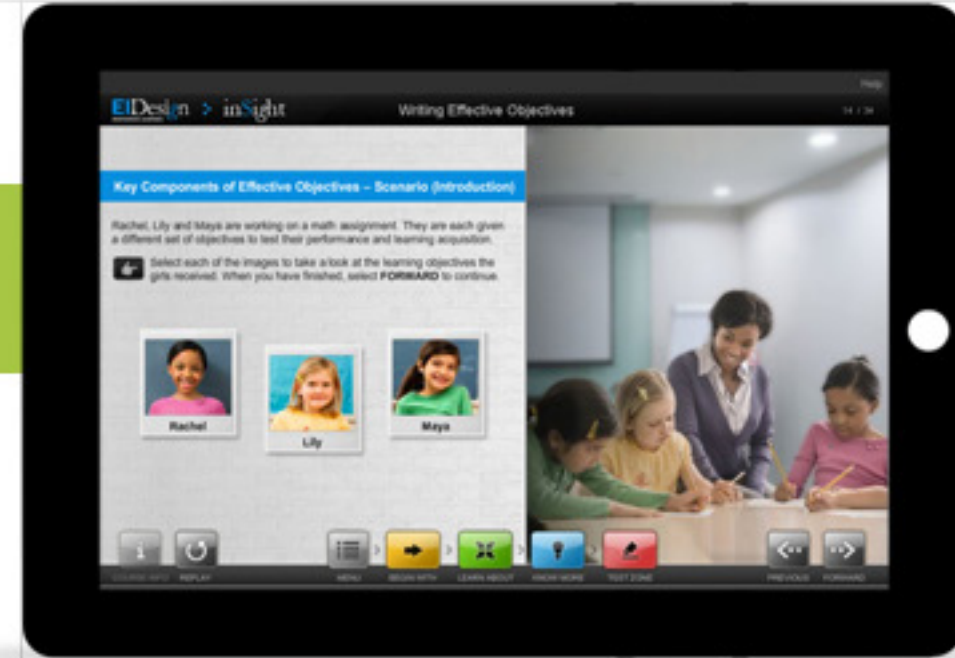 Help
EIDesign > inSight
Writing Effective Objectives
14 / 34
Key Components of Effective Objectives – Scenario (Introduction)
Rachel, Lily and Maya are working on a math assignment. They are each given
a different set of objectives to test their performance and learning acquisition.
Select each of the images to take a look at the learning objectives the
girls received. When you have finished, select FORWARD to continue.
Rachel
Lily
Maya
COURSE INFO
REPLAY
MENU
BEGIN WITH
LEARN ABOUT
KNOW MORE
TEST ZONE
PREVIOUS
FORWARD